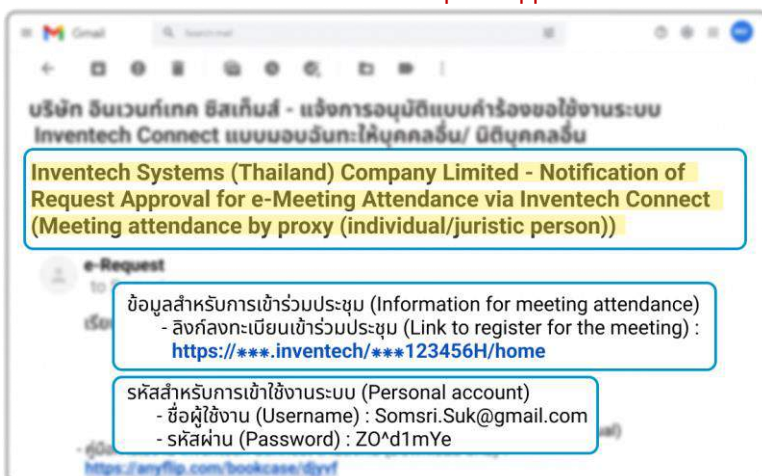 Gmail
Search mail
บริษัท อินเวนท์เทค ซิสเท็มส์ - แจ้งการอนุมัติแบบคำร้องขอใช้งานระบบ
Inventech Connect แบบมอบฉันทะให้บุคคลอื่น/ นิติบุคคลอื่น
Inventech Systems (Thailand) Company Limited - Notification of
Request Approval for e-Meeting Attendance via Inventech Connect
(Meeting attendance by proxy (individual/juristic person))
e-Request
to
ข้อมูลสำหรับการเข้าร่วมประชุม (Information for meeting attendance)
- ลิงก์ลงทะเบียนเข้าร่วมประชุม (Link to register for the meeting) :
https://***.inventech/***123456H/home
รหัสสำหรับการเข้าใช้งานระบบ (Personal account)
- ชื่อผู้ใช้งาน (Username) : Somsri.Suk@gmail.com
- รหัสผ่าน (Password) : ZO^d1mYe
https://anyflip.com/bookcase/djyvf